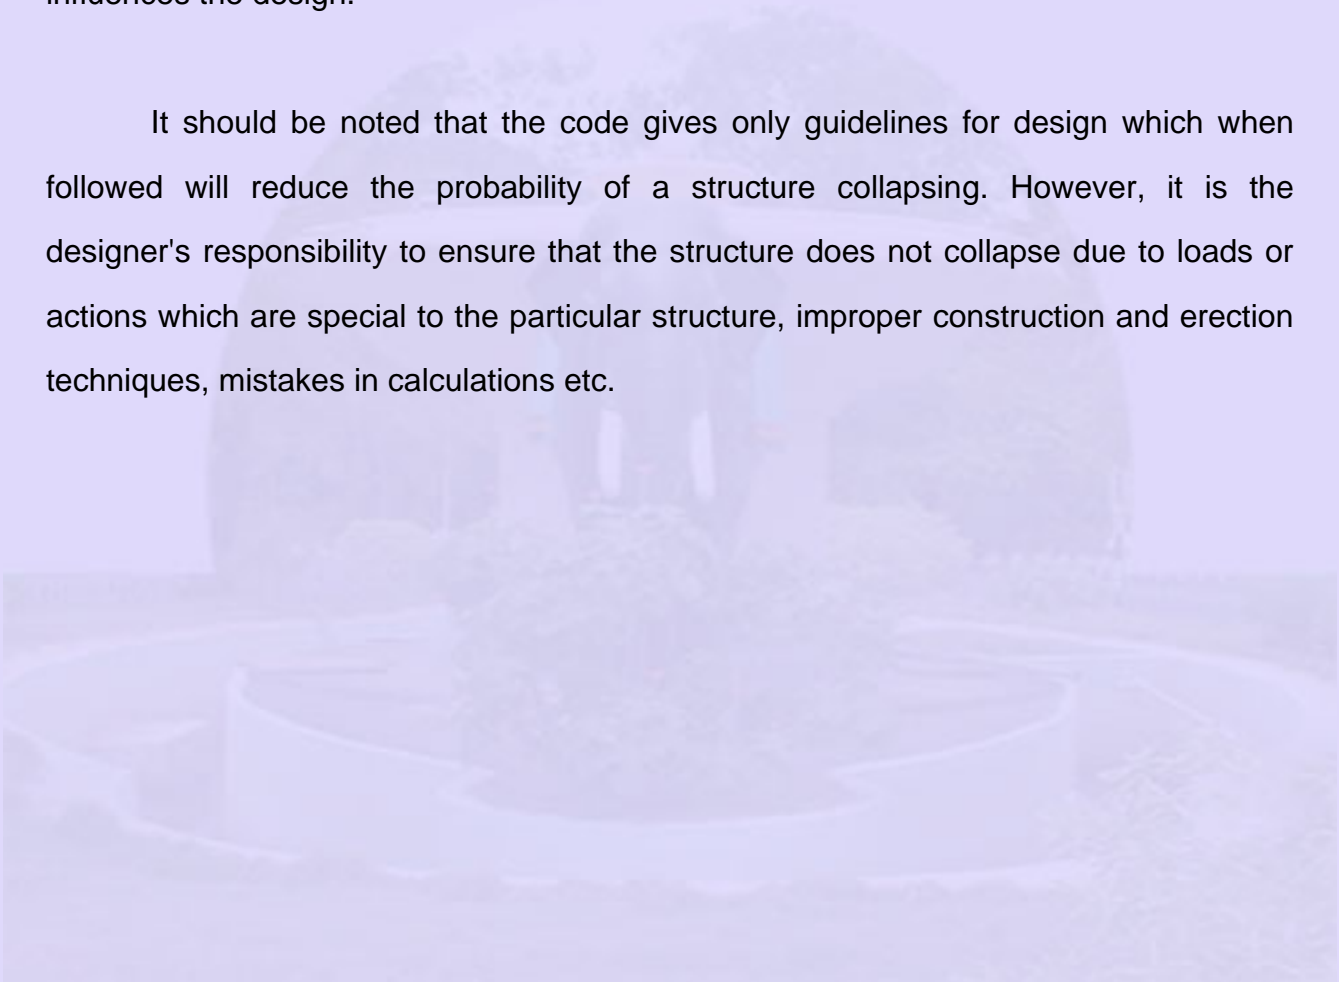 influences the design.
It should be noted that the code gives only guidelines for design which when
followed will reduce the probability of a structure collapsing. However, it is the
designer's responsibility to ensure that the structure does not collapse due to loads or
actions which are special to the particular structure, improper construction and erection
techniques, mistakes in calculations etc.